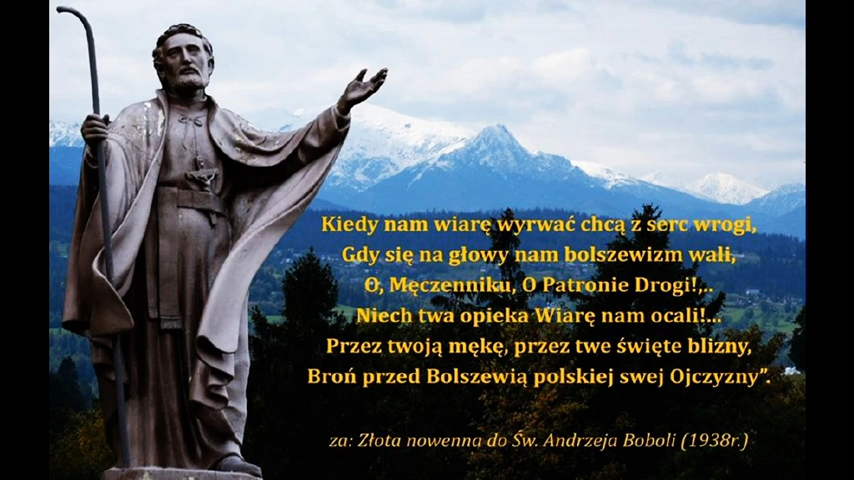 Kiedy nam wiarę wyrwać chcą z serc wrogi,
Gdy się na głowy nam bolszewizm wali,
O, Męczenniku, O Patronie Drogi!,..
Niech twa opieka Wiarę nam ocali!...
Przez twoją mękę, przez twe święte blizny,
Broń przed Bolszewią polskiej swej Ojczyzny”.
za: Złota nowenna do Św. Andrzeja Boboli (1938r.)